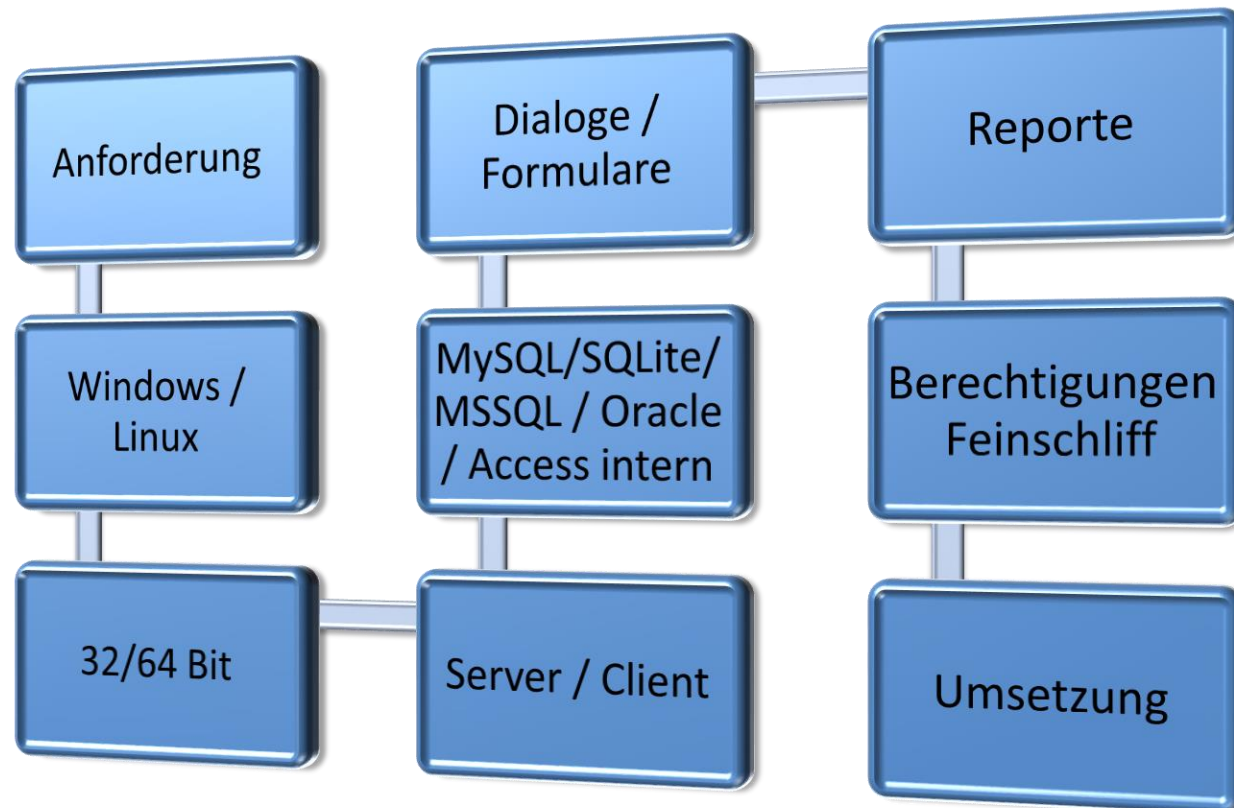 Anforderung
Windows /
Linux
32/64 Bit
Server / Client
MySQL/SQLite/
MSSQL / Oracle
/ Access intern
Dialoge /
Formulare
Reporte
Berechtigungen
Feinschliff
Umsetzung